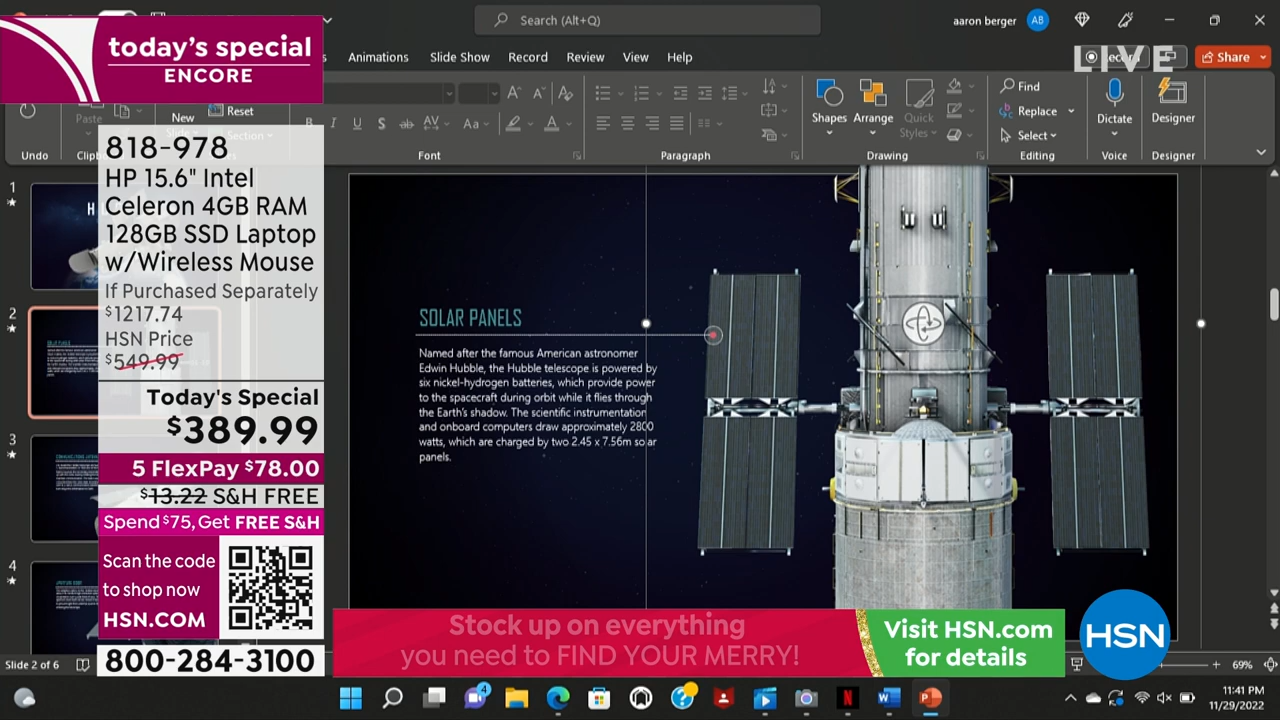 today's special
ENCORE
818-978
HP 15.6" Intel
Celeron 4GB RAM
128GB SSD Laptop
w/Wireless Mouse
If Purchased Separately
$1217.74
HSN Price
$549.99
Today's Special
$389.99
5 FlexPay $78.00
$13.22 S&H FREE
Spend $75, Get FREE S&H
Scan the code
to shop now
HSN.COM
800-284-3100
Search (Alt+Q)
aaron berger AB
LIVE
Animations Slide Show Record Review View Help
Share
Paste
New
Reset
Section
Find
Replace
Select
Shapes Arrange Quick
Styles
Dictate Designer
Undo
Font Paragraph Drawing Editing Voice Designer
1
2
3
4
SOLAR PANELS
Named after the famous American astronomer
Edwin Hubble, the Hubble telescope is powered by
six nickel-hydrogen batteries, which provide power
to the spacecraft during orbit while it flies through
the Earth's shadow. The scientific instrumentation
and onboard computers draw approximately 2800
watts, which are charged by two 2.45 x 7.56m solar
panels.
Stock up on everything
you need to FIND YOUR MERRY!
Visit HSN.com
for details
HSN
Slide 2 of 6
69%
4
11:41 PM
11/29/2022